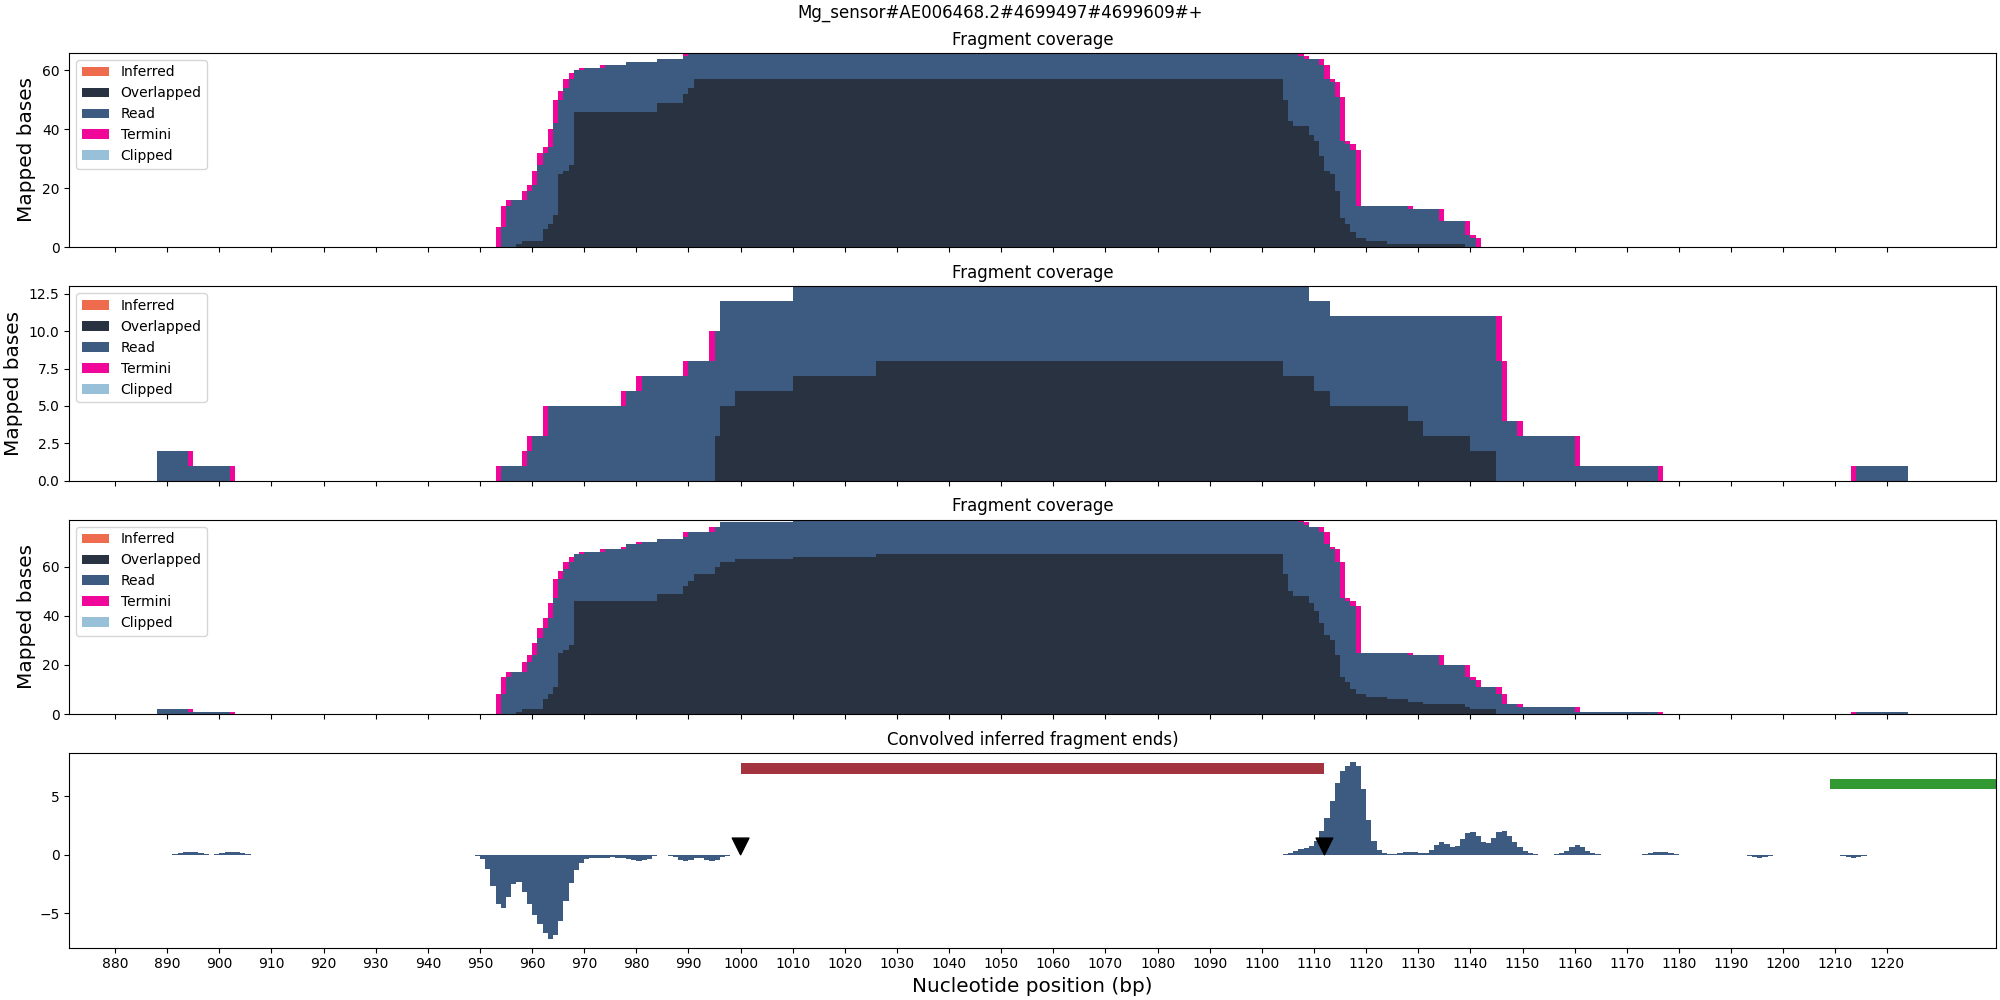 Mg_sensor#AE006468.2#4699497#4699609#+
Fragment coverage
Mapped bases
60
40
20
0
Inferred
Overlapped
Read
Termini
Clipped
Fragment coverage
Mapped bases
12.5
10.0
7.5
5.0
2.5
0.0
Inferred
Overlapped
Read
Termini
Clipped
Fragment coverage
Mapped bases
60
40
20
0
Inferred
Overlapped
Read
Termini
Clipped
Convolved inferred fragment ends)
5
0
−5
880 890 900 910 920 930 940 950 960 970 980 990 1000 1010 1020 1030 1040 1050 1060 1070 1080 1090 1100 1110 1120 1130 1140 1150 1160 1170 1180 1190 1200 1210 1220
Nucleotide position (bp)